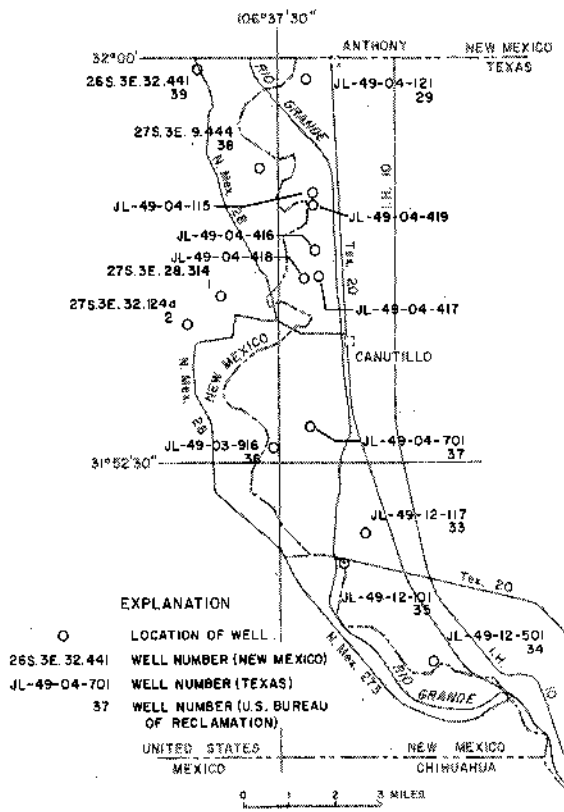 106°37'30"
32°00'
ANTHONY
NEW MEXICO
TEXAS
26S. 3E. 32.441
39
RIO
GRANDE
JL-49-04-121
29
27S. 3E. 9.444
38
N. Mex. 28
I.H. 10
JL-49-04-115
JL-49-04-419
JL-49-04-416
Tex. 20
JL-49-04-418
27S. 3E. 28.314
1
JL-49-04-417
27S. 3E. 32.124d
2
CANUTILLO
NEW MEXICO
N. Mex. 28
JL-49-03-916
36
JL-49-04-701
37
31°52'30"
JL-49-12-117
33
Tex. 20
JL-49-12-101
35
JL-49-12-501
34
N. Mex. 273
RIO
GRANDE
I.H.
10
EXPLANATION
LOCATION OF WELL
26S. 3E. 32.441 WELL NUMBER (NEW MEXICO)
JL-49-04-701 WELL NUMBER (TEXAS)
37 WELL NUMBER (U.S. BUREAU
OF RECLAMATION)
UNITED STATES
MEXICO
NEW MEXICO
CHIHUAHUA
0 1 2 3 MILES